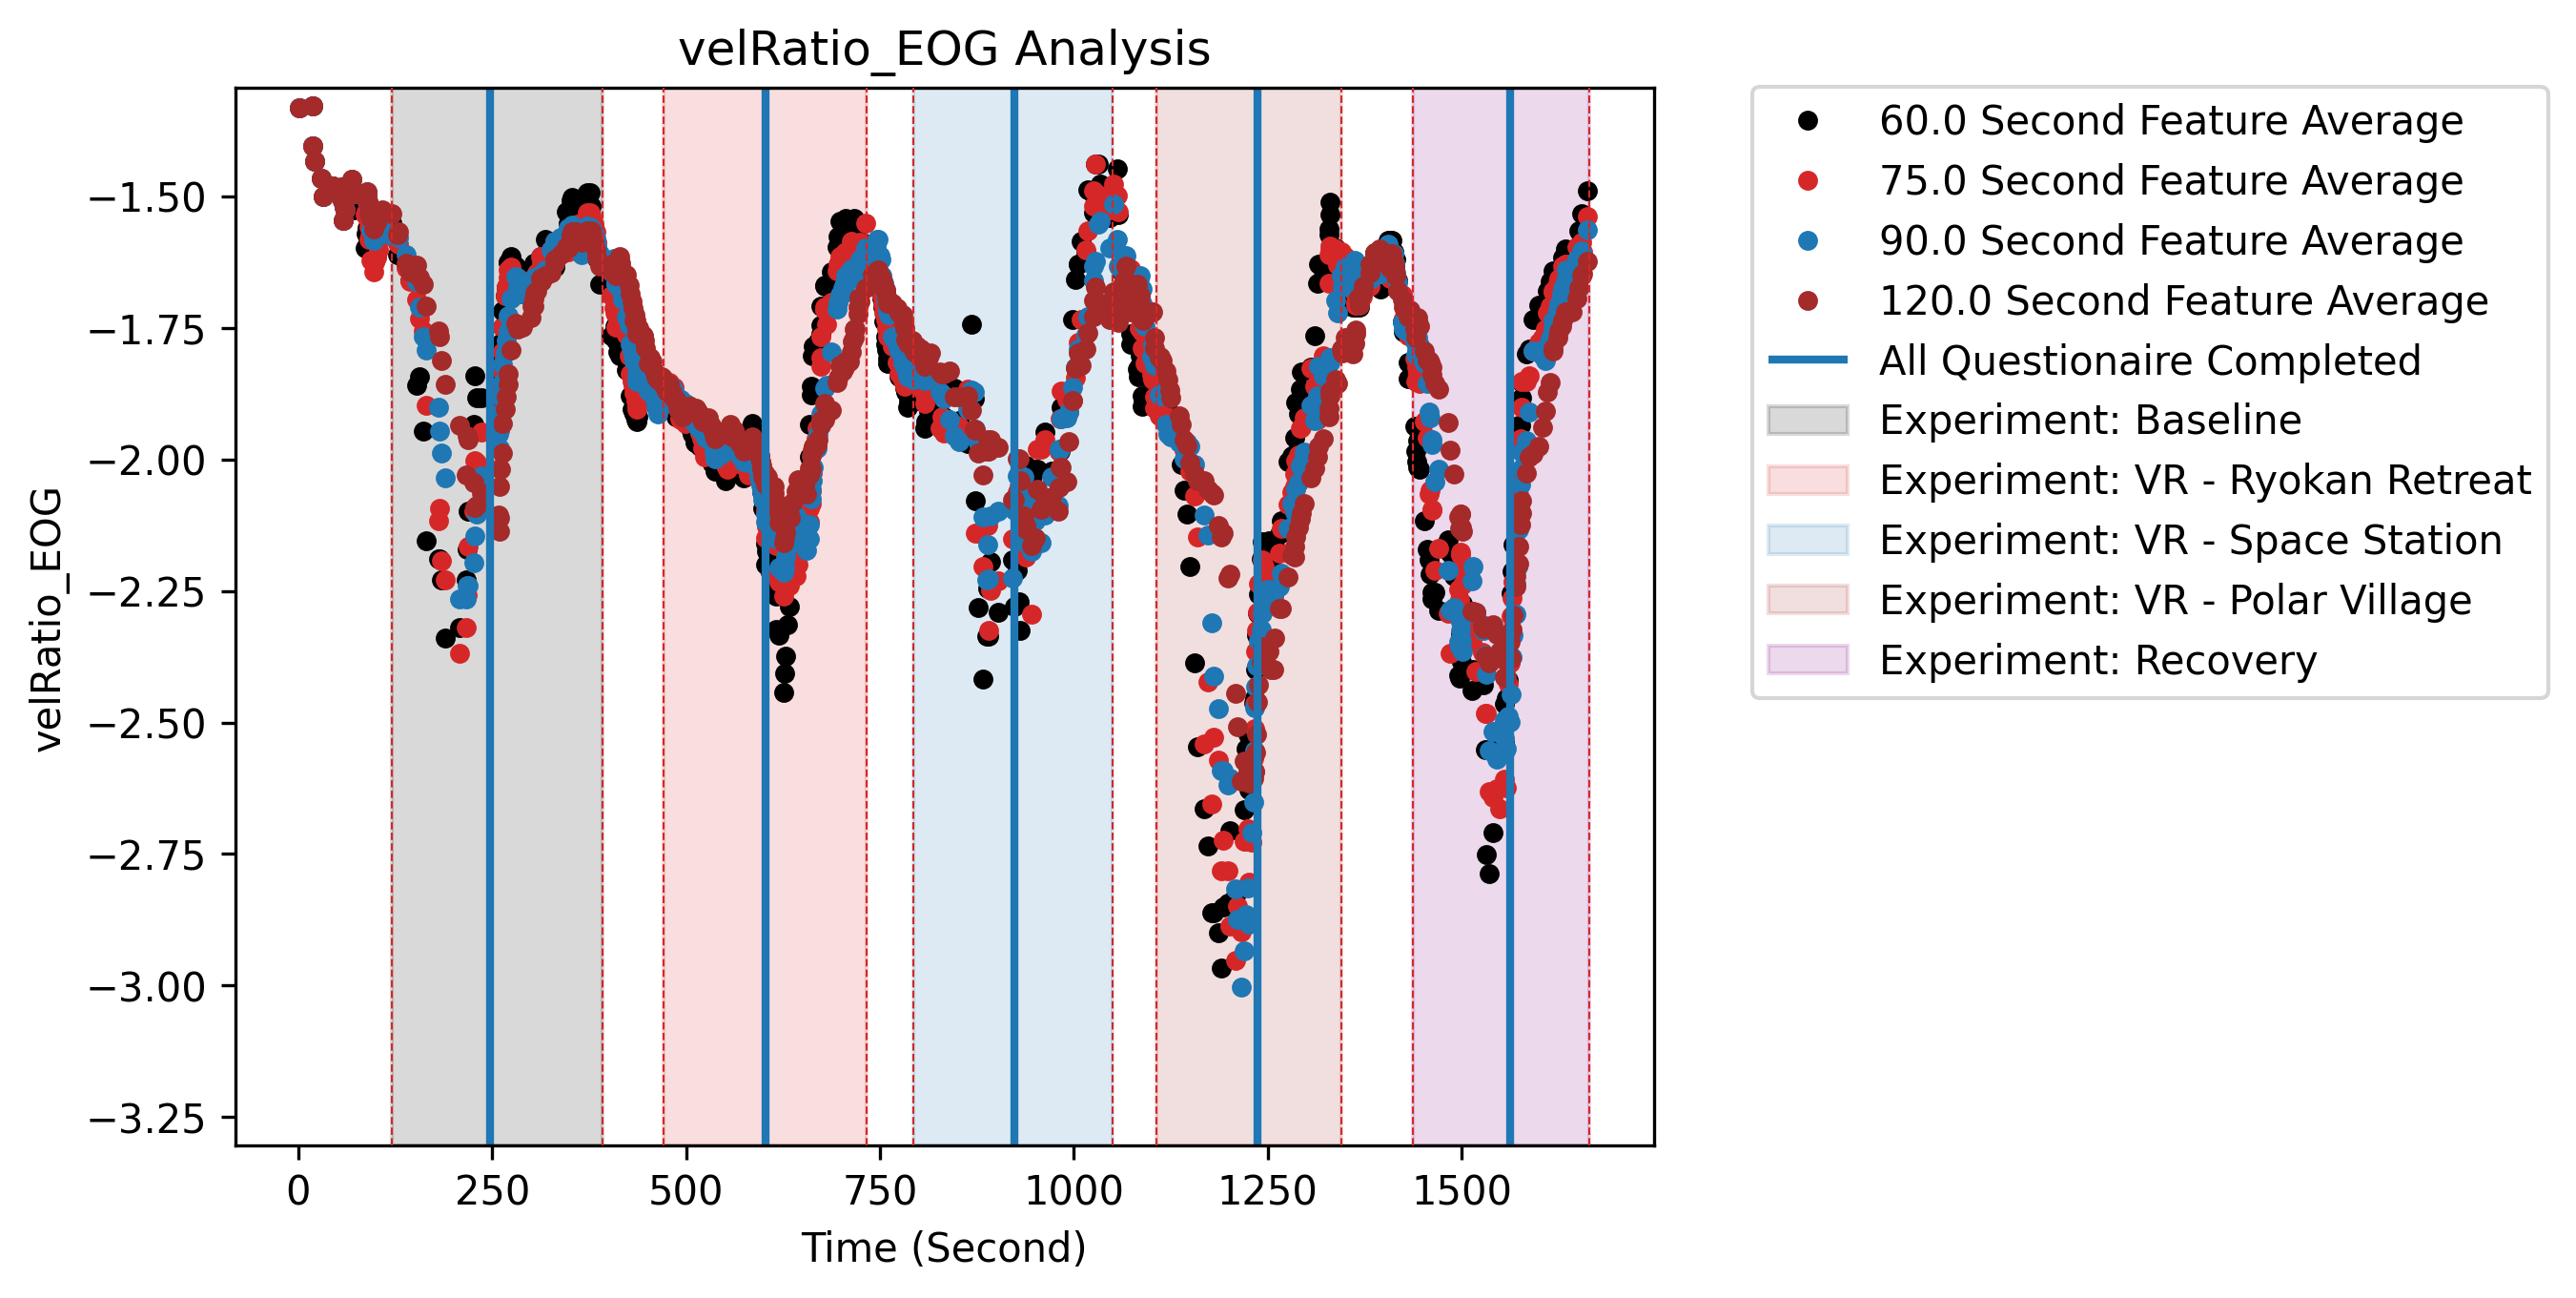 velRatio_EOG Analysis
velRatio_EOG
−1.50
−1.75
−2.00
−2.25
−2.50
−2.75
−3.00
−3.25
0 250 500 750 1000 1250 1500
Time (Second)
60.0 Second Feature Average
75.0 Second Feature Average
90.0 Second Feature Average
120.0 Second Feature Average
All Questionaire Completed
Experiment: Baseline
Experiment: VR - Ryokan Retreat
Experiment: VR - Space Station
Experiment: VR - Polar Village
Experiment: Recovery